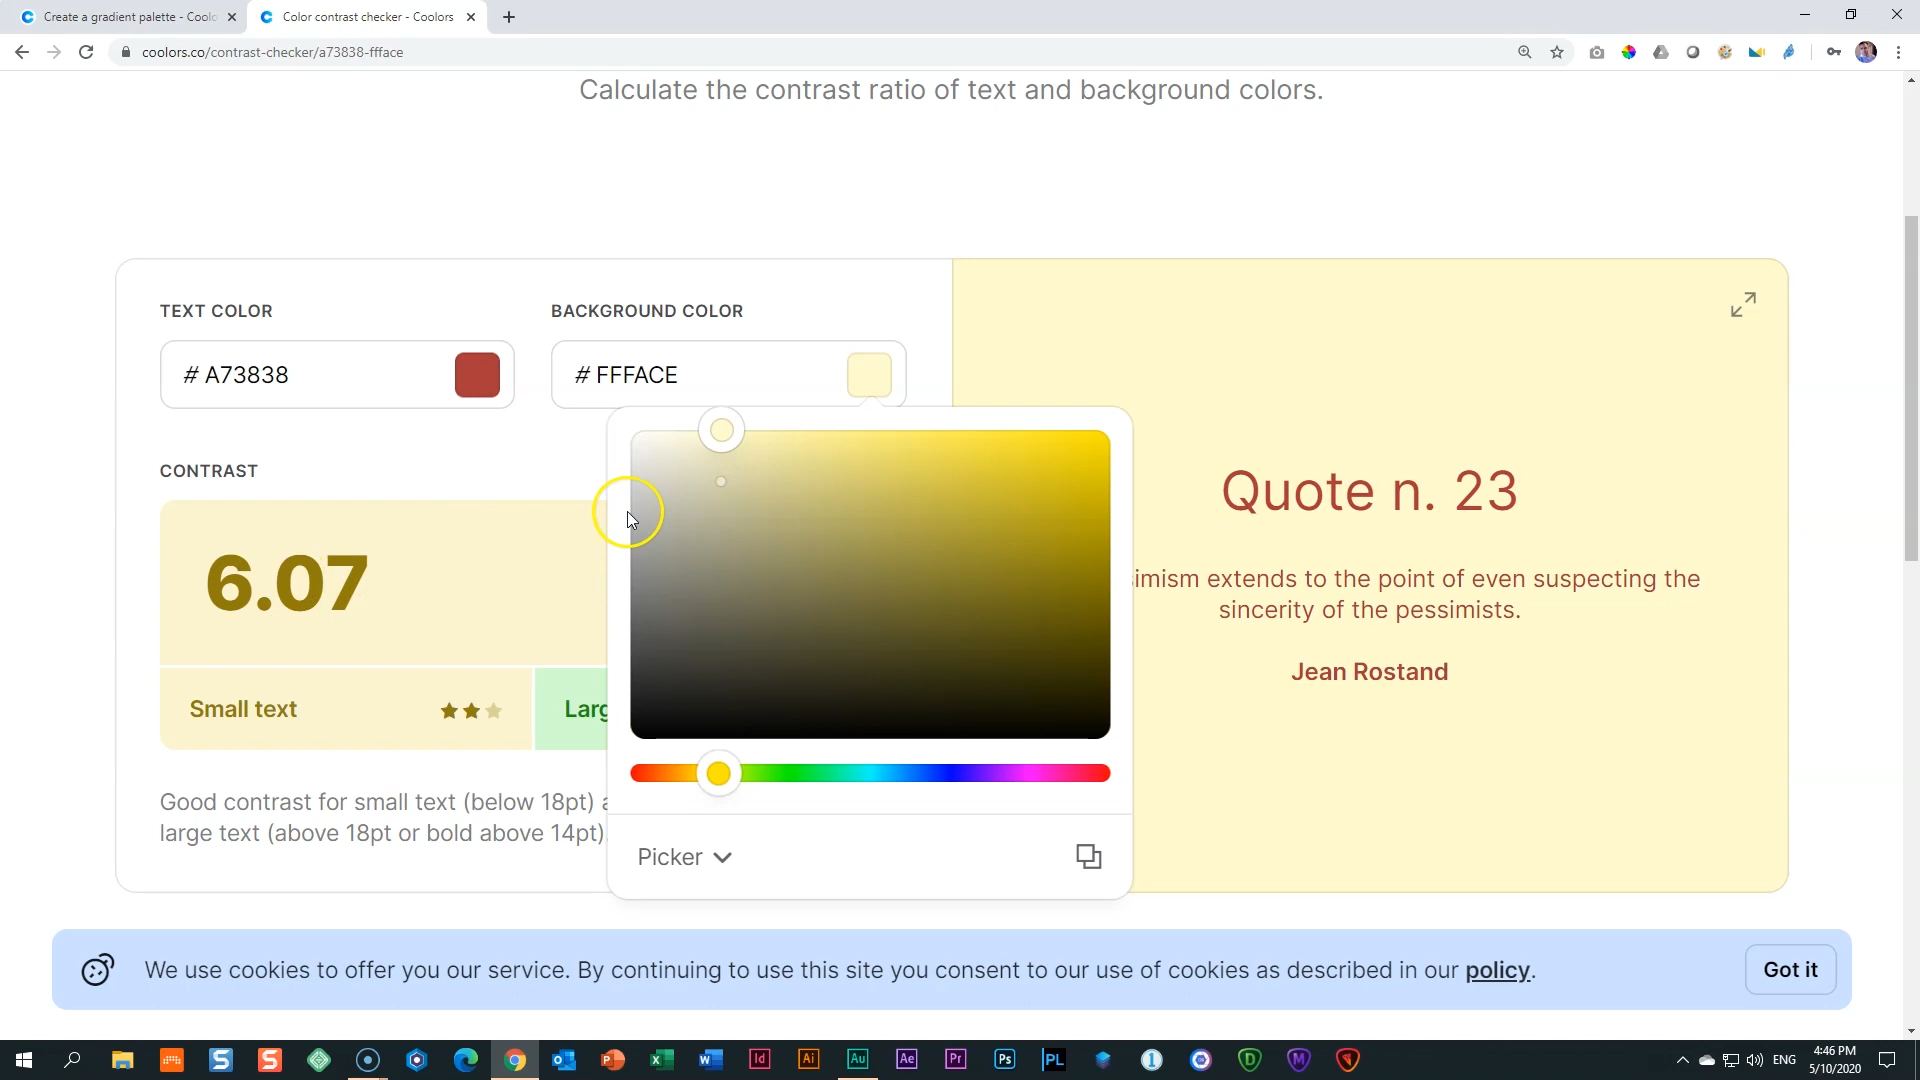 Create a gradient palette - Coolo
Color contrast checker - Coolors
coolors.co/contrast-checker/a73838-ffface
Calculate the contrast ratio of text and background colors.
TEXT COLOR
BACKGROUND COLOR
# A73838
# FFFACE
CONTRAST
6.07
Small text
Larg
Good contrast for small text (below 18pt) a
large text (above 18pt or bold above 14pt).
Picker
Quote n. 23
simism extends to the point of even suspecting the
sincerity of the pessimists.
Jean Rostand
We use cookies to offer you our service. By continuing to use this site you consent to our use of cookies as described in our policy.
Got it
ENG
4:46 PM
5/10/2020